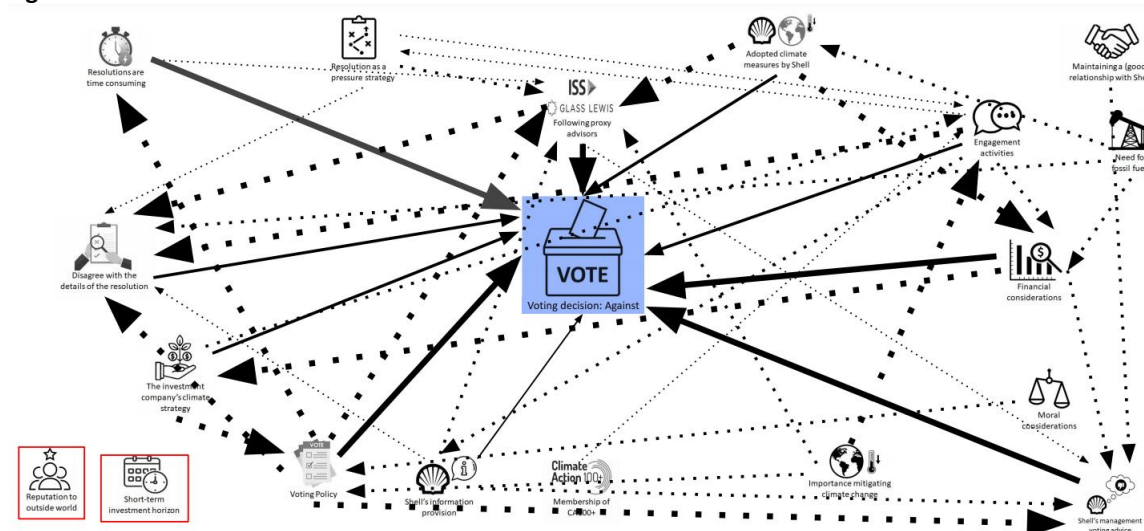 Resolutions are
time consuming
Resolution as a
pressure strategy
ISS
GLASS LEWIS
Following proxy
advisors
Adopted climate
measures by Shell
Maintaining a (good
relationship with She
Engagement
activities
Need fo
fossil fue
Disagree with the
details of the resolution
VOTE
Voting decision: Against
Financial
considerations
The investment
company's climate
strategy
Moral
considerations
Reputation to
outside world
Short-term
investment horizon
VOTE
Voting Policy
Shell's information
provision
Climate
Action 100+
Membership of
CA100+
Importance mitigating
climate change
Shell's management
voting advice